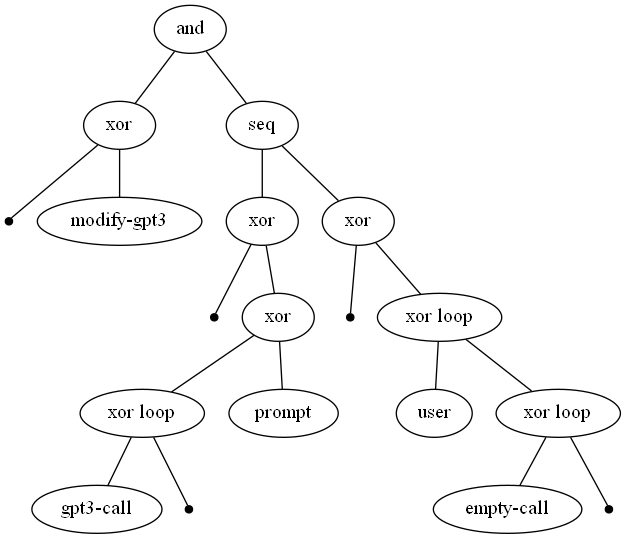 and
xor
seq
modify-gpt3
xor
xor
xor
xor loop
xor loop
prompt
user
xor loop
gpt3-call
empty-call